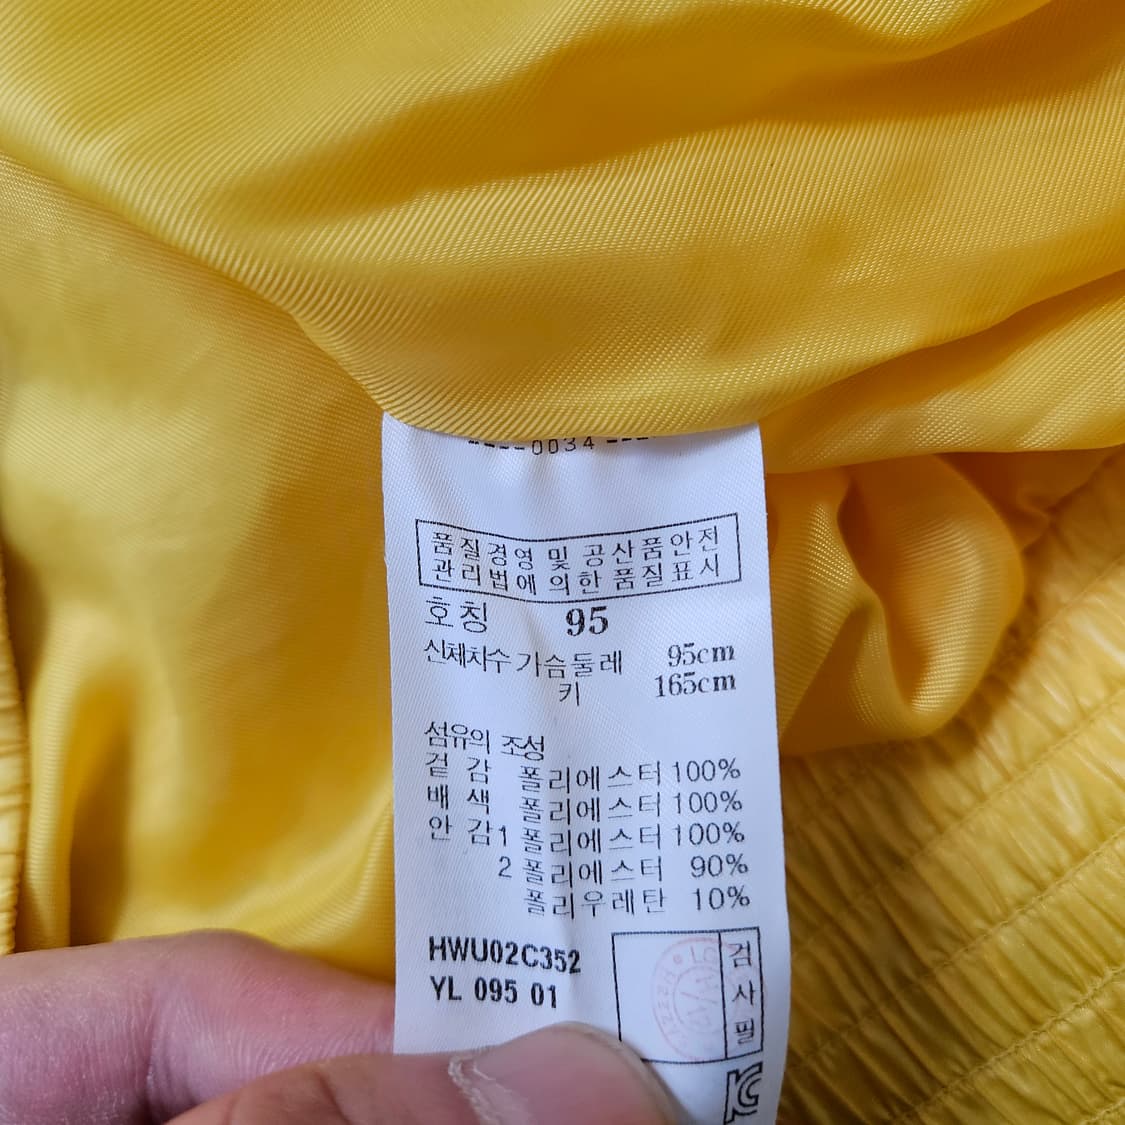 0034
품질경영 및 공산품안전
관리법에 의한 품질표시
호칭 95
신체치수 가슴둘레 95cm
키 165cm
섬유의 조성
겉 감 폴리에스터 100%
배 색 폴리에스터 100%
안 감1 폴리에스터 100%
2 폴리에스터 90%
폴리우레탄 10%
HWU02C352
YL 095 01
검
사
필